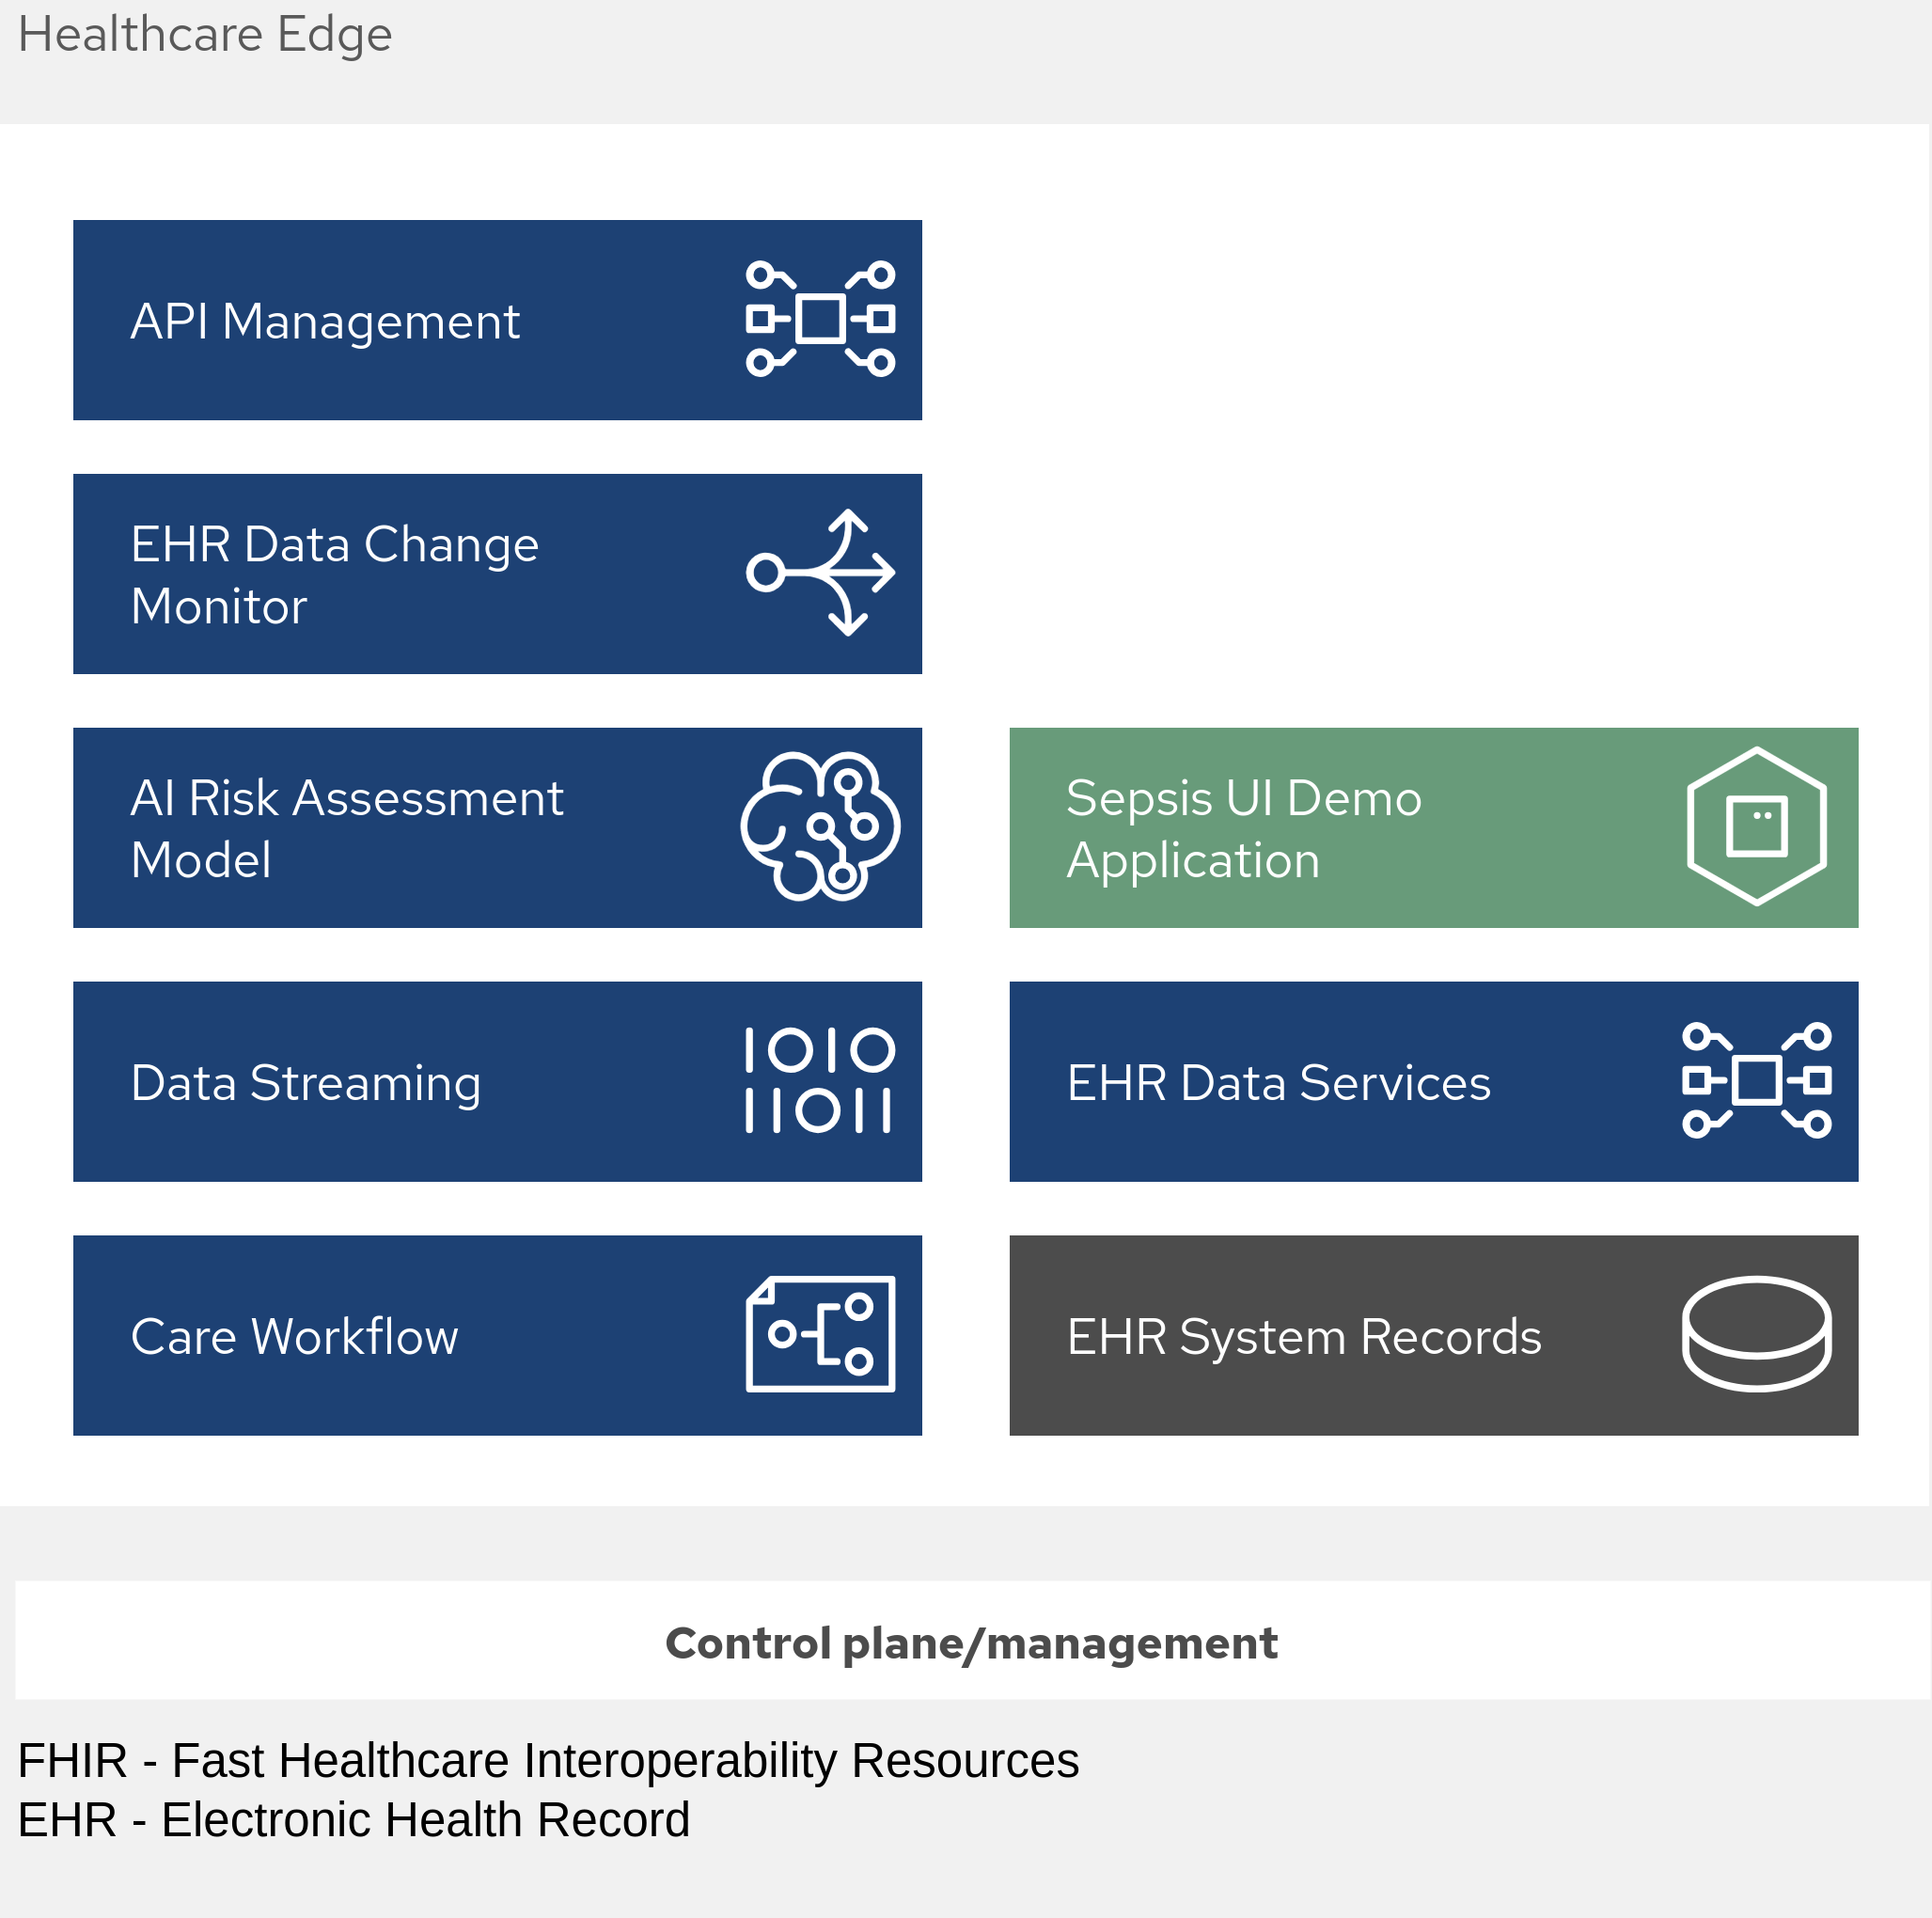 Healthcare Edge
API Management
EHR Data Change
Monitor
AI Risk Assessment
Model
Sepsis UI Demo
Application
Data Streaming
EHR Data Services
Care Workflow
EHR System Records
Control plane/management
FHIR - Fast Healthcare Interoperability Resources
EHR - Electronic Health Record